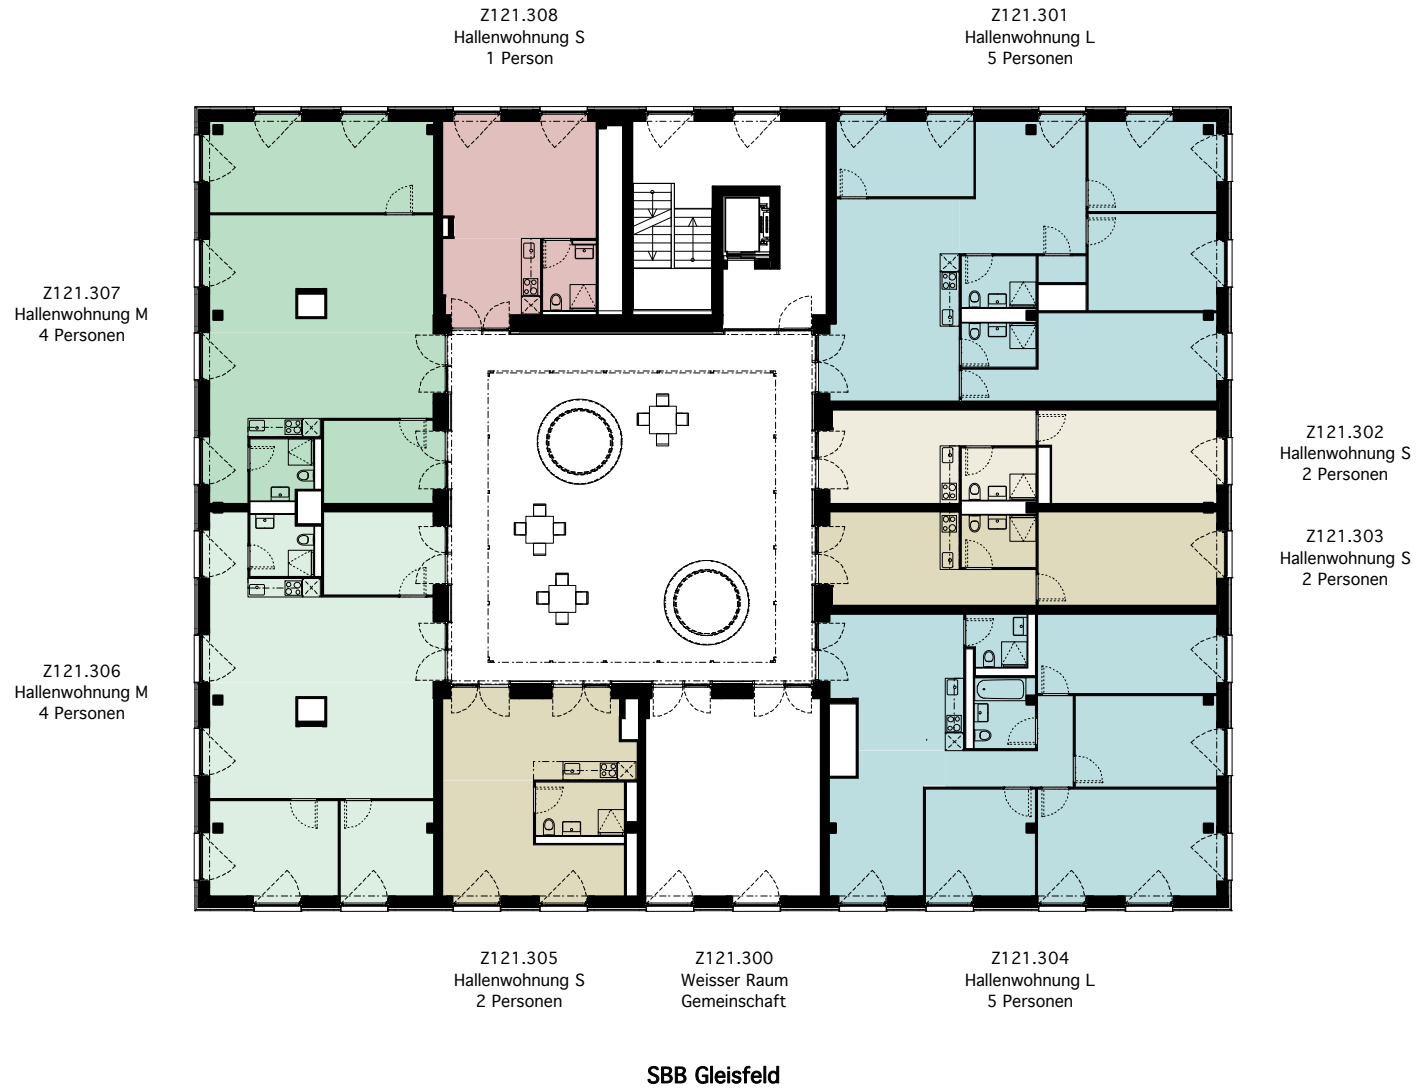 Z121.308
Hallenwohnung S
1 Person
Z121.301
Hallenwohnung L
5 Personen
Z121.307
Hallenwohnung M
4 Personen
Z121.302
Hallenwohnung S
2 Personen
Z121.303
Hallenwohnung S
2 Personen
Z121.306
Hallenwohnung M
4 Personen
Z121.305
Hallenwohnung S
2 Personen
Z121.300
Weisser Raum
Gemeinschaft
Z121.304
Hallenwohnung L
5 Personen
SBB Gleisfeld